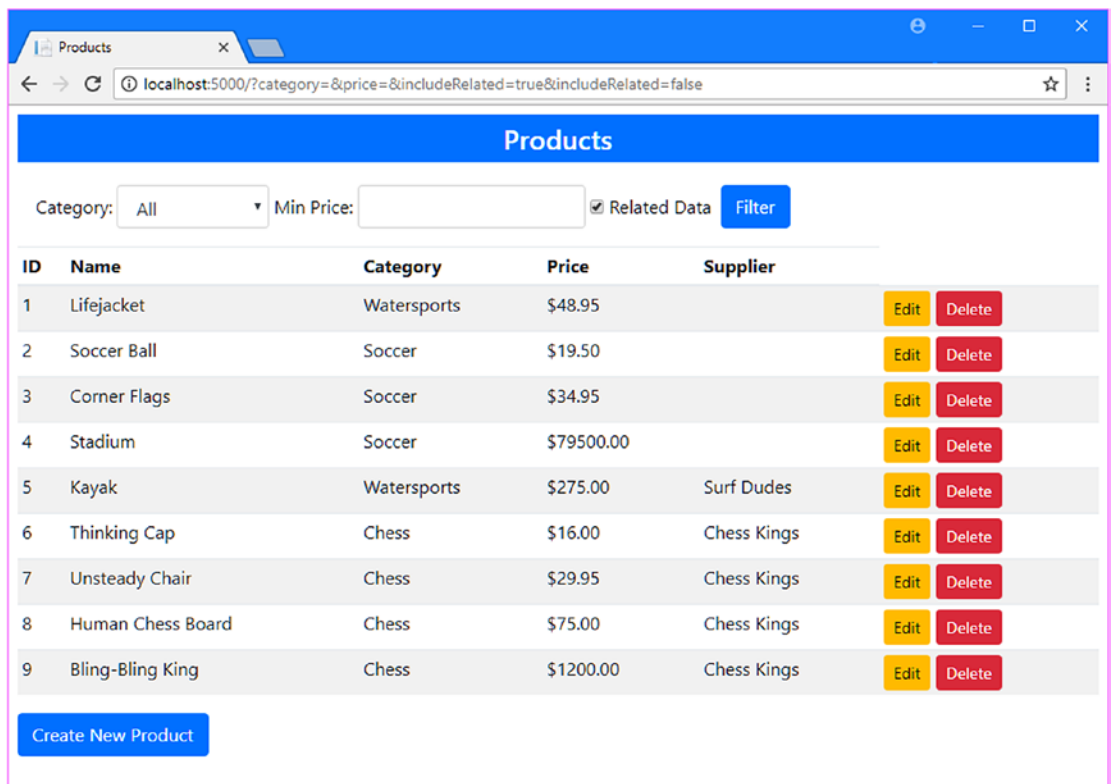 Products
localhost:5000/?category=&price=&includeRelated=true&includeRelated=false
Products
Category: All Min Price: Related Data Filter
ID Name Category Price Supplier
1 Lifejacket Watersports $48.95 Edit Delete
2 Soccer Ball Soccer $19.50 Edit Delete
3 Corner Flags Soccer $34.95 Edit Delete
4 Stadium Soccer $79500.00 Edit Delete
5 Kayak Watersports $275.00 Surf Dudes Edit Delete
6 Thinking Cap Chess $16.00 Chess Kings Edit Delete
7 Unsteady Chair Chess $29.95 Chess Kings Edit Delete
8 Human Chess Board Chess $75.00 Chess Kings Edit Delete
9 Bling-Bling King Chess $1200.00 Chess Kings Edit Delete
Create New Product